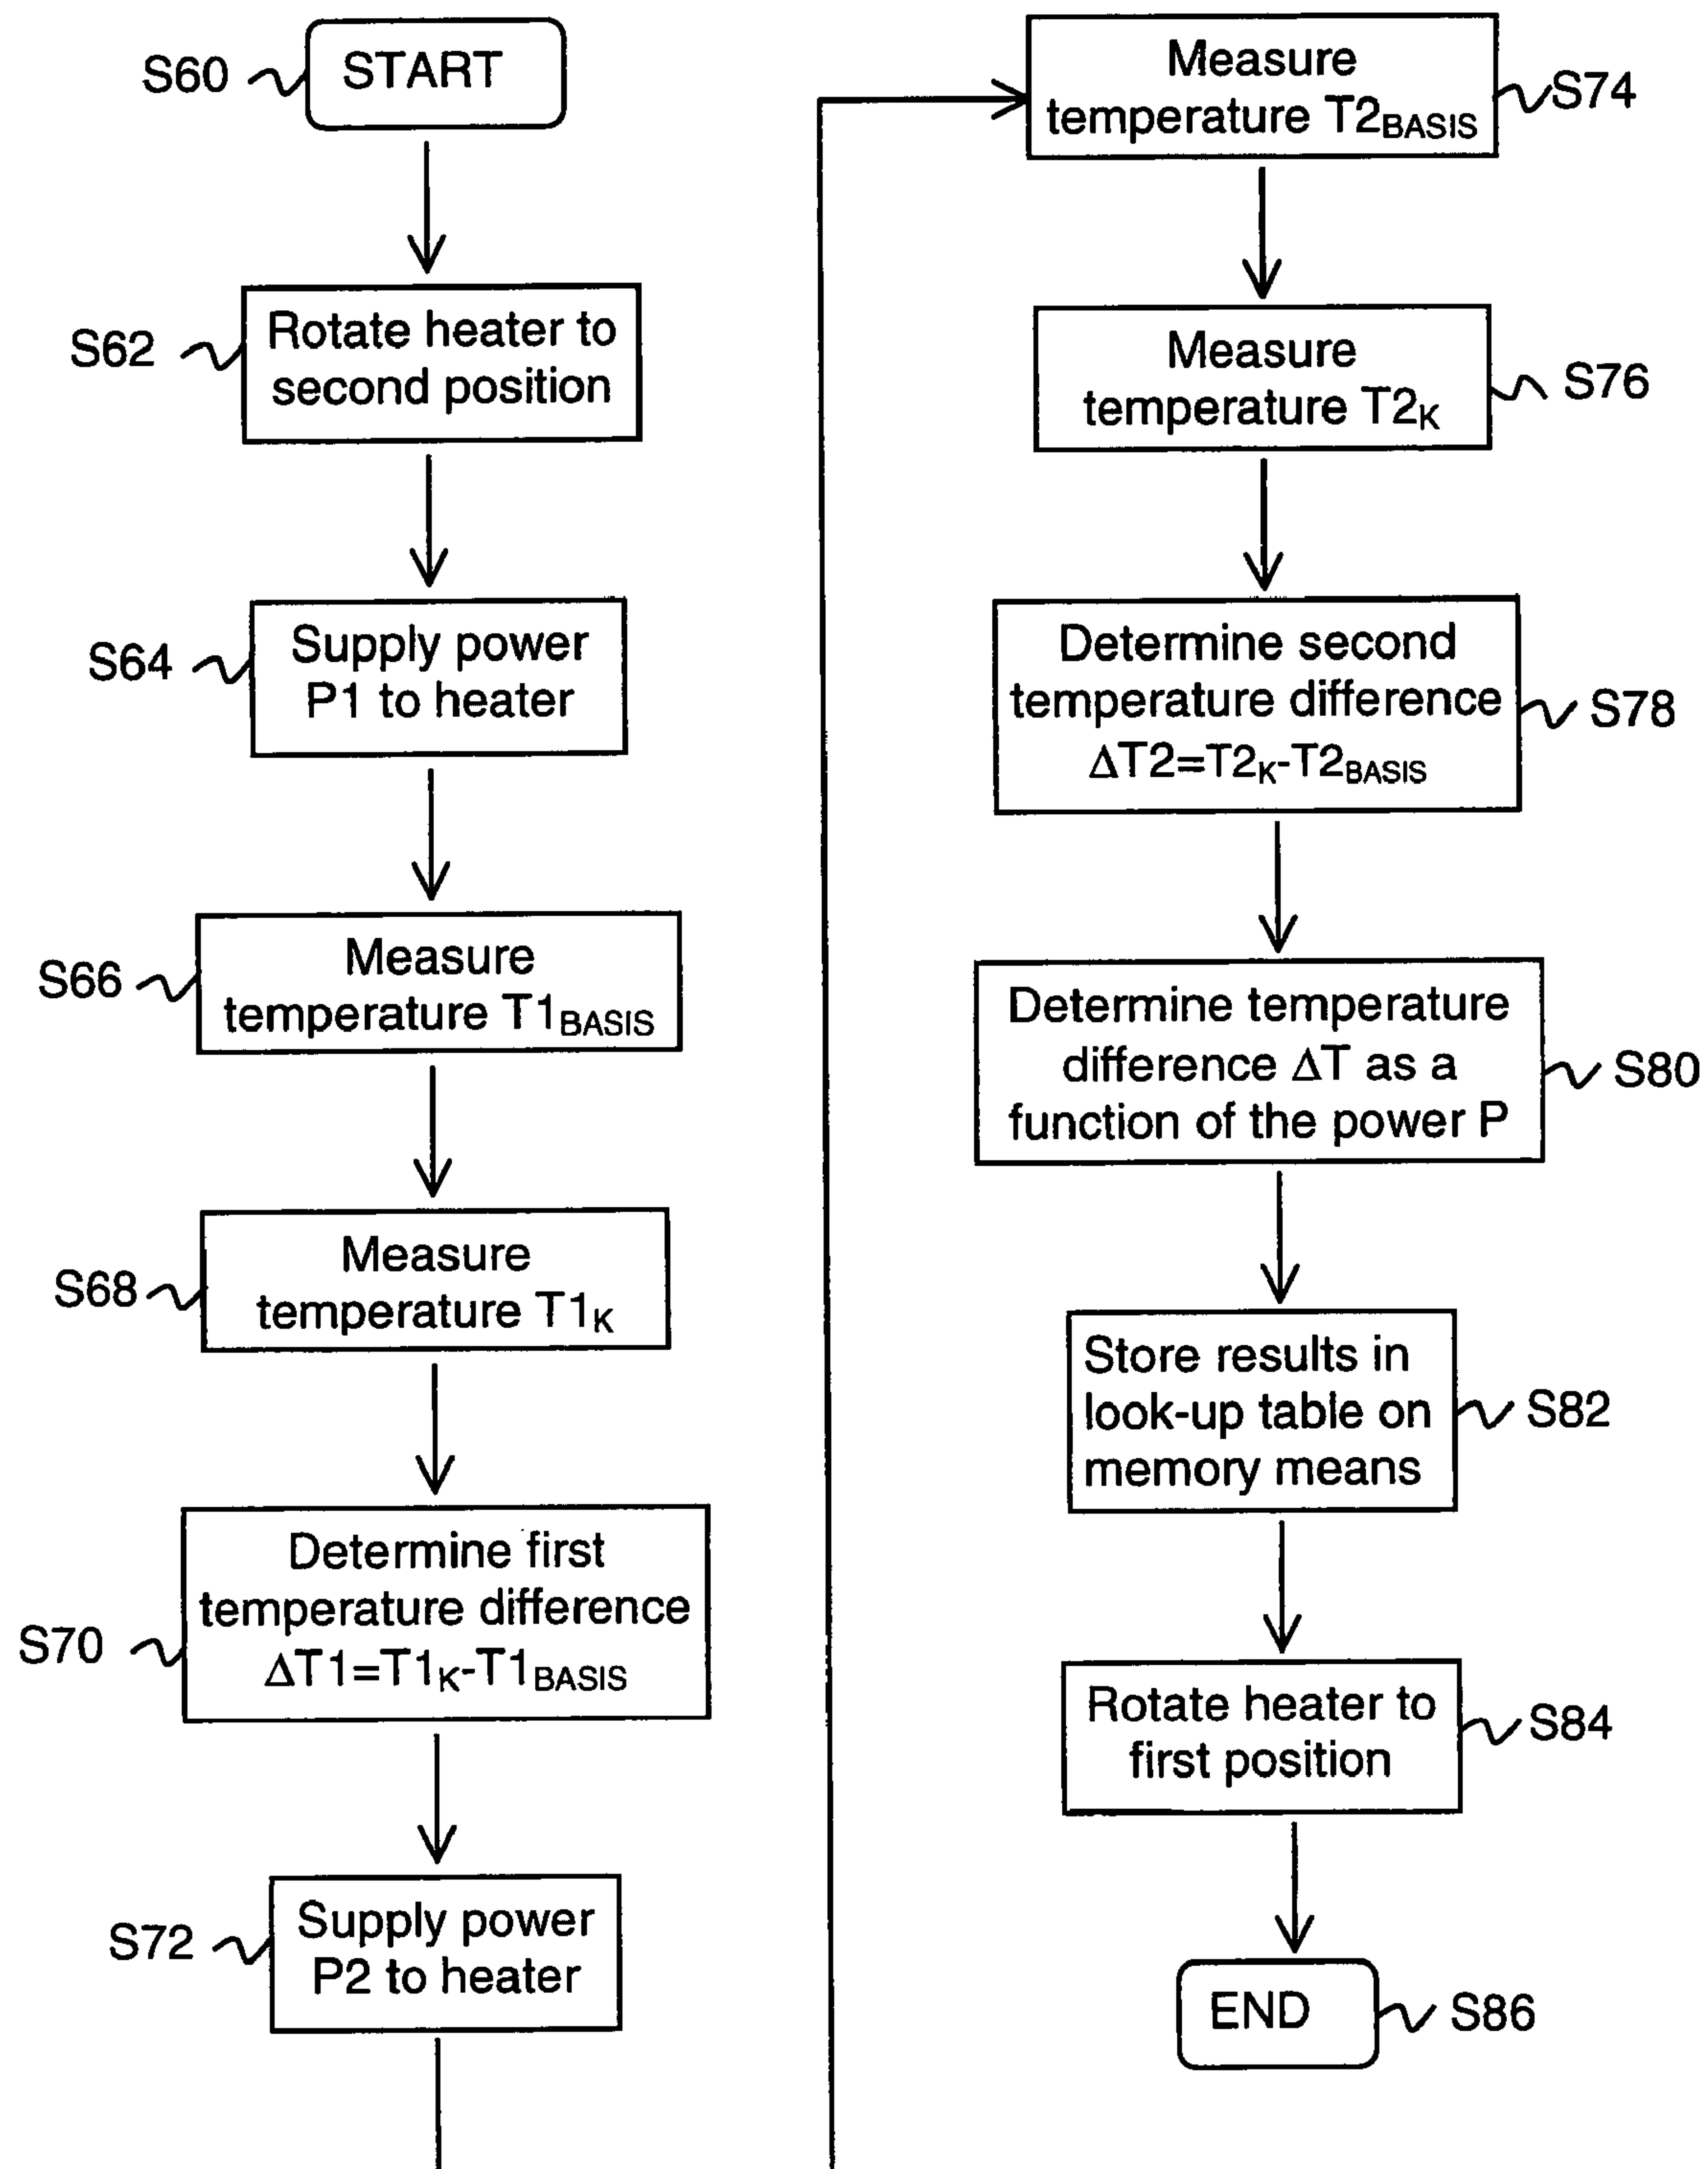 S60
START
S62
Rotate heater to
second position
S64
Supply power
P1 to heater
S66
Measure
temperature T1BASIS
S68
Measure
temperature T1K
S70
Determine first
temperature difference
ΔT1=T1K-T1BASIS
S72
Supply power
P2 to heater
Measure
temperature T2BASIS
S74
Measure
temperature T2K
S76
Determine second
temperature difference
ΔT2=T2K-T2BASIS
S78
Determine temperature
difference ΔT as a
function of the power P
S80
Store results in
look-up table on
memory means
S82
Rotate heater to
first position
S84
END
S86